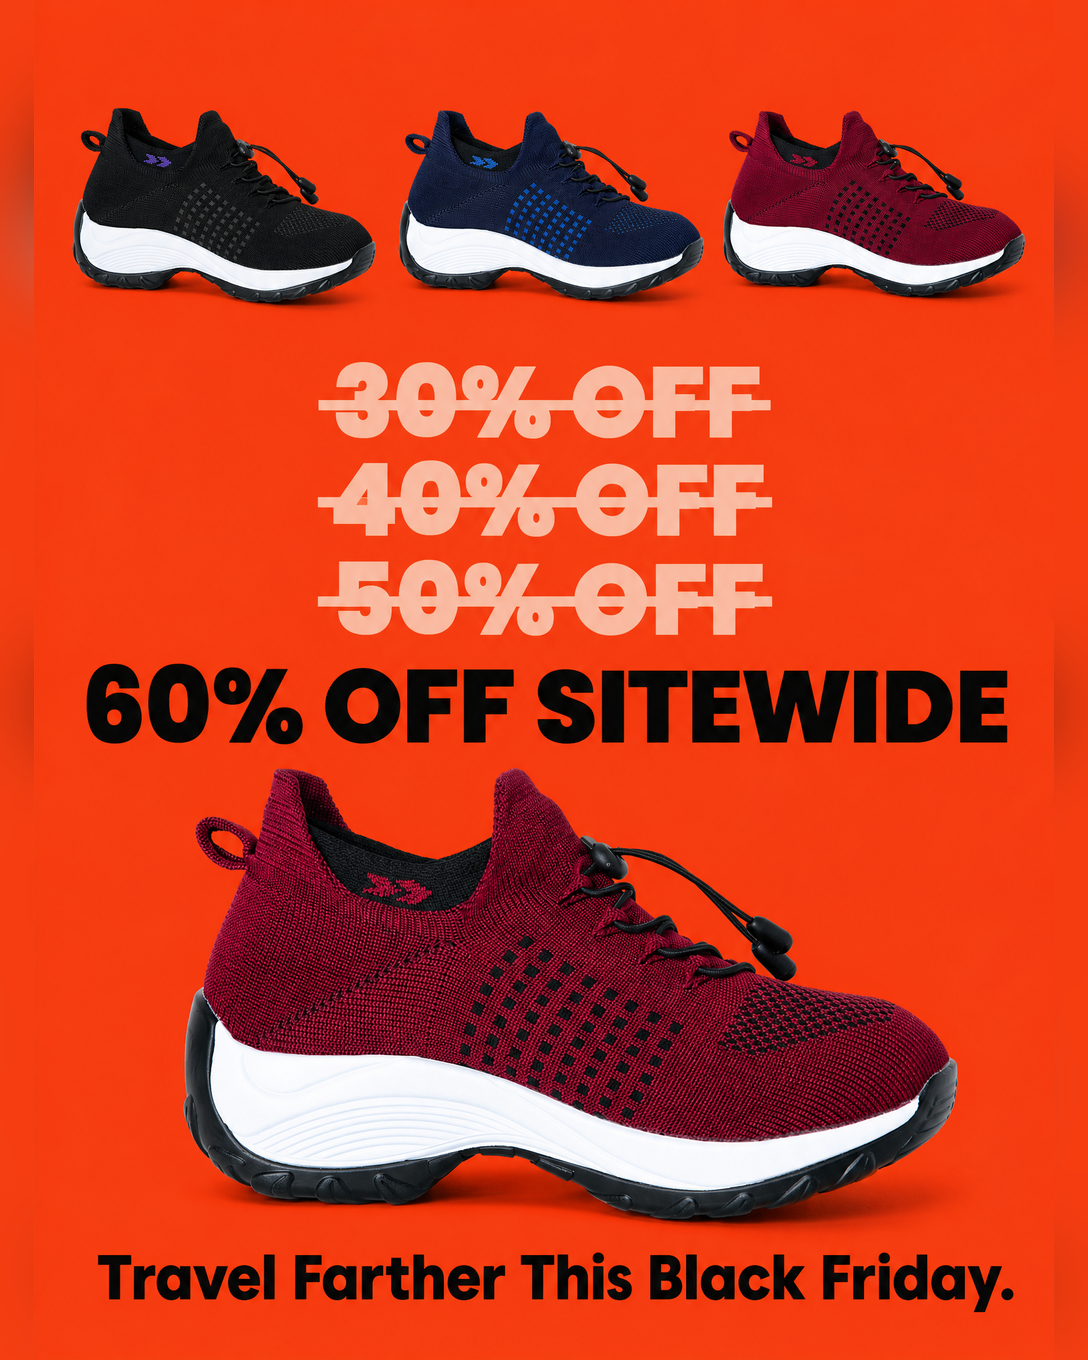 30% OFF
40% OFF
50% OFF
60% OFF SITEWIDE
Travel Farther This Black Friday.